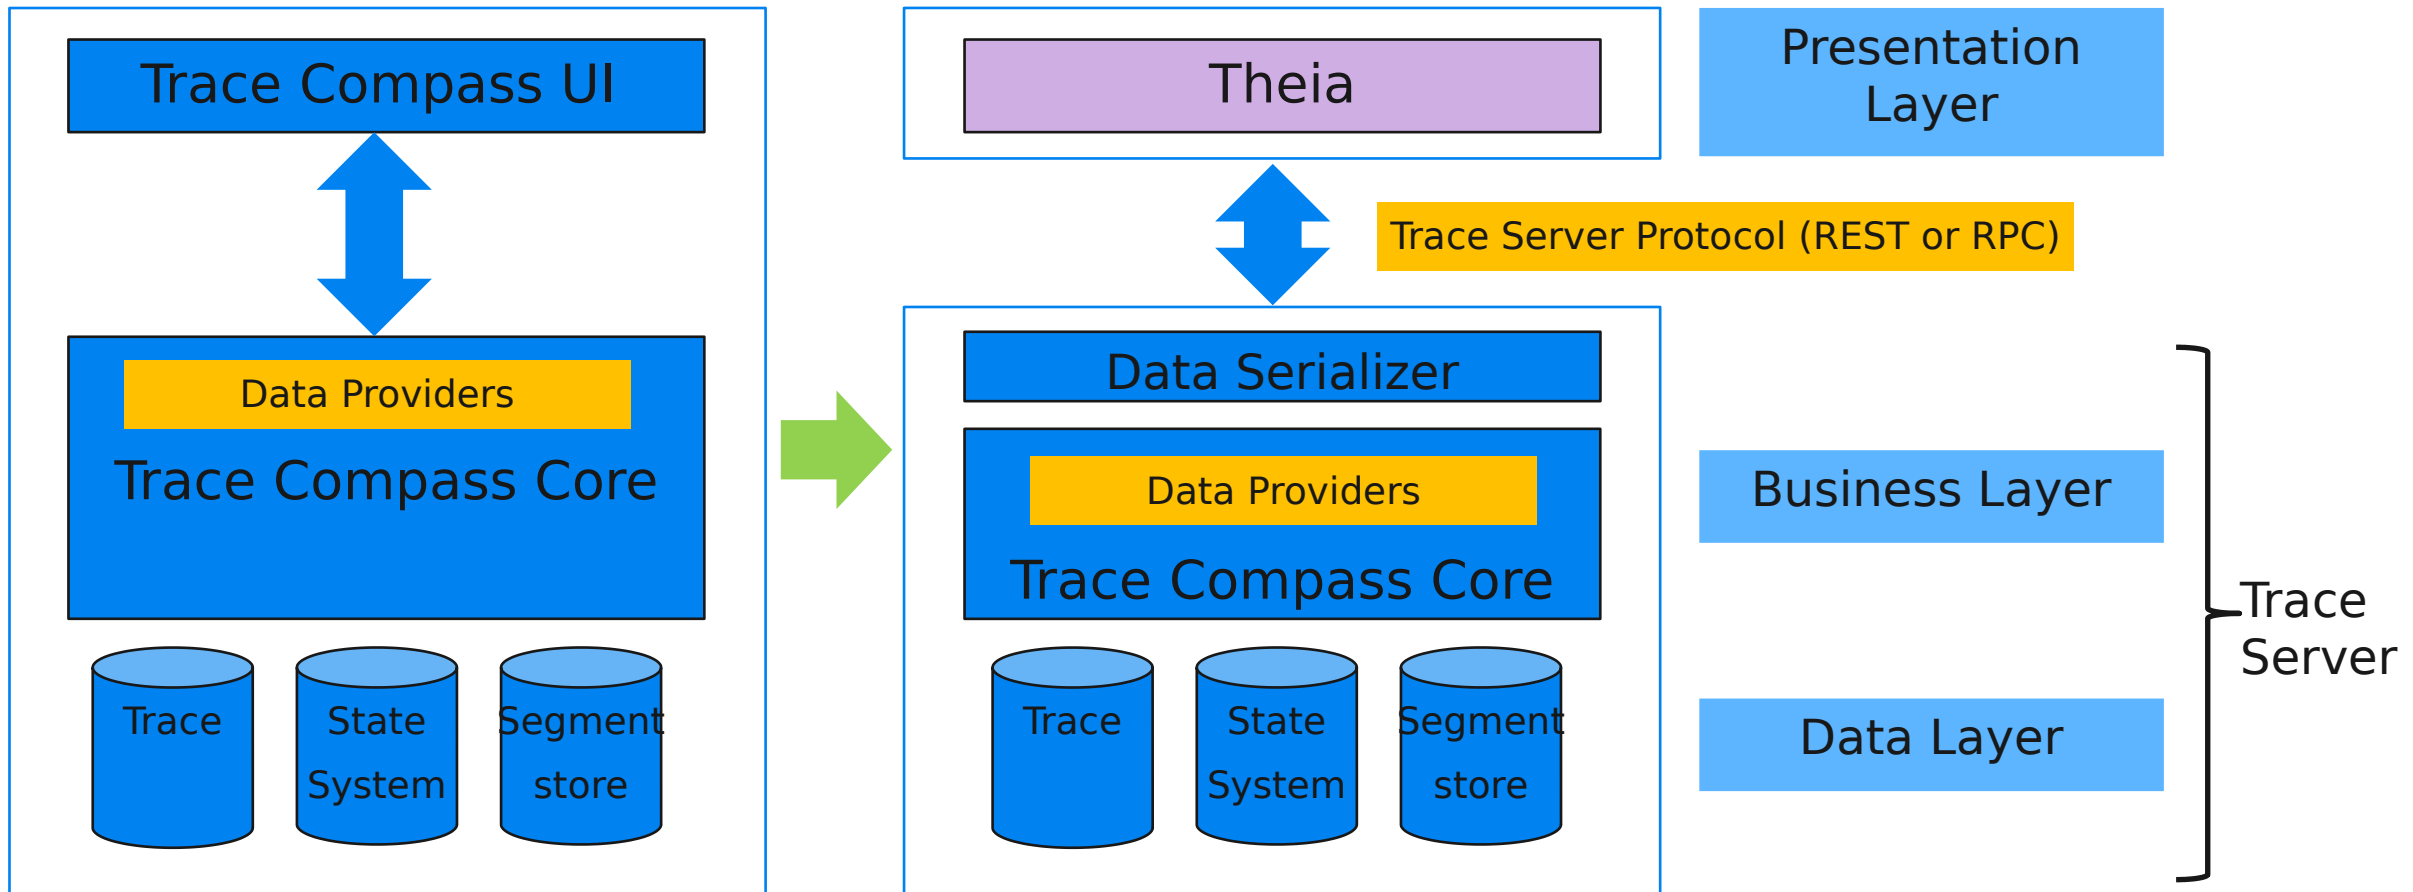 Trace Compass UI
Data Providers
Trace Compass Core
Trace
State
System
Segment
store
Theia
Trace Server Protocol (REST or RPC)
Data Serializer
Data Providers
Trace Compass Core
Trace
State
System
Segment
store
Presentation
Layer
Business Layer
Data Layer
Trace
Server